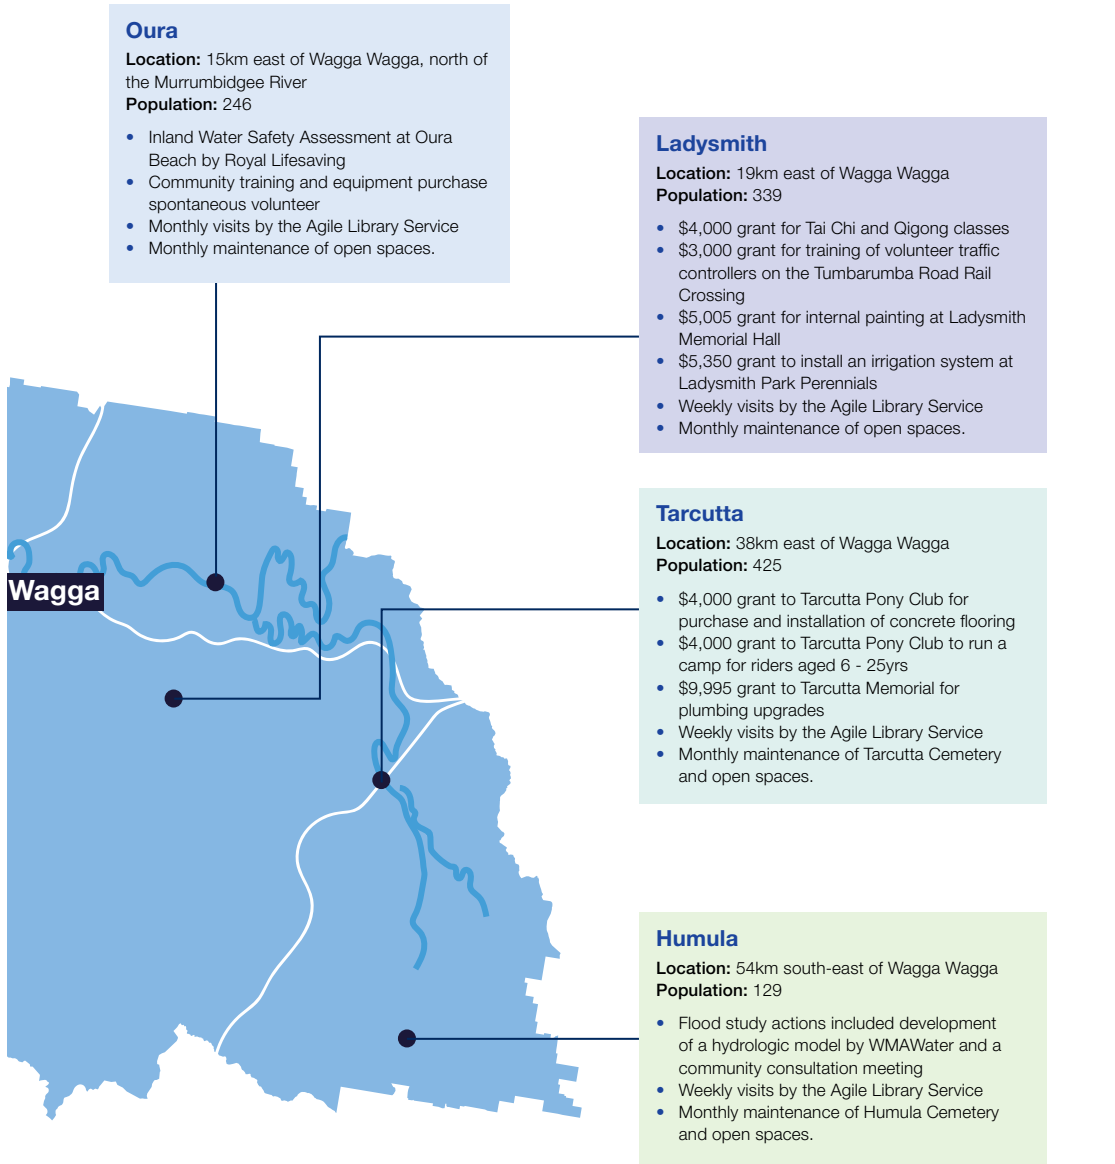 Oura
Location: 15km east of Wagga Wagga, north of
the Murrumbidgee River
Population: 246
• Inland Water Safety Assessment at Oura
Beach by Royal Lifesaving
• Community training and equipment purchase
spontaneous volunteer
• Monthly visits by the Agile Library Service
• Monthly maintenance of open spaces.
Ladysmith
Location: 19km east of Wagga Wagga
Population: 339
• $4,000 grant for Tai Chi and Qigong classes
• $3,000 grant for training of volunteer traffic
controllers on the Tumbarumba Road Rail
Crossing
• $5,005 grant for internal painting at Ladysmith
Memorial Hall
• $5,350 grant to install an irrigation system at
Ladysmith Park Perennials
• Weekly visits by the Agile Library Service
• Monthly maintenance of open spaces.
Wagga
Tarcutta
Location: 38km east of Wagga Wagga
Population: 425
• $4,000 grant to Tarcutta Pony Club for
purchase and installation of concrete flooring
• $4,000 grant to Tarcutta Pony Club to run a
camp for riders aged 6 - 25yrs
• $9,995 grant to Tarcutta Memorial for
plumbing upgrades
• Weekly visits by the Agile Library Service
• Monthly maintenance of Tarcutta Cemetery
and open spaces.
Humula
Location: 54km south-east of Wagga Wagga
Population: 129
• Flood study actions included development
of a hydrologic model by WMAWater and a
community consultation meeting
• Weekly visits by the Agile Library Service
• Monthly maintenance of Humula Cemetery
and open spaces.